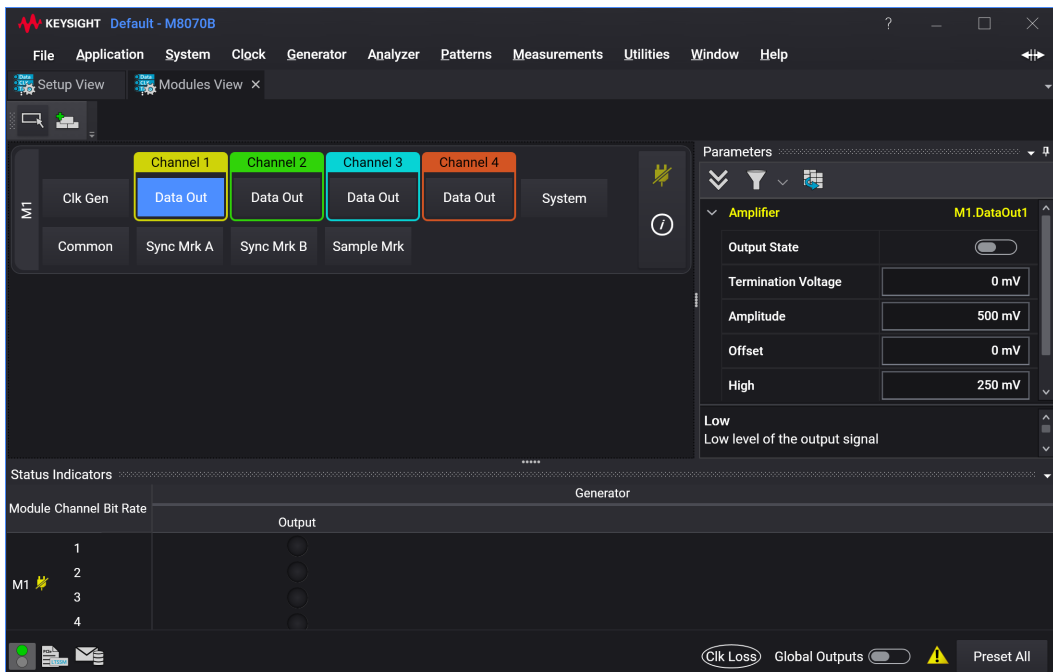 KEYSIGHT Default - M8070B
File Application System Clock Generator Analyzer Patterns Measurements Utilities Window Help
Setup View Modules View
Parameters
Channel 1 Channel 2 Channel 3 Channel 4
M1 Clk Gen Data Out Data Out Data Out Data Out System
Common Sync Mrk A Sync Mrk B Sample Mrk
Amplifier M1.DataOut1
Output State
Termination Voltage 0 mV
Amplitude 500 mV
Offset 0 mV
High 250 mV
Low
Low level of the output signal
Status Indicators
Generator
Module Channel Bit Rate
Output
1
2
M1
3
4
Clk Loss Global Outputs Preset All